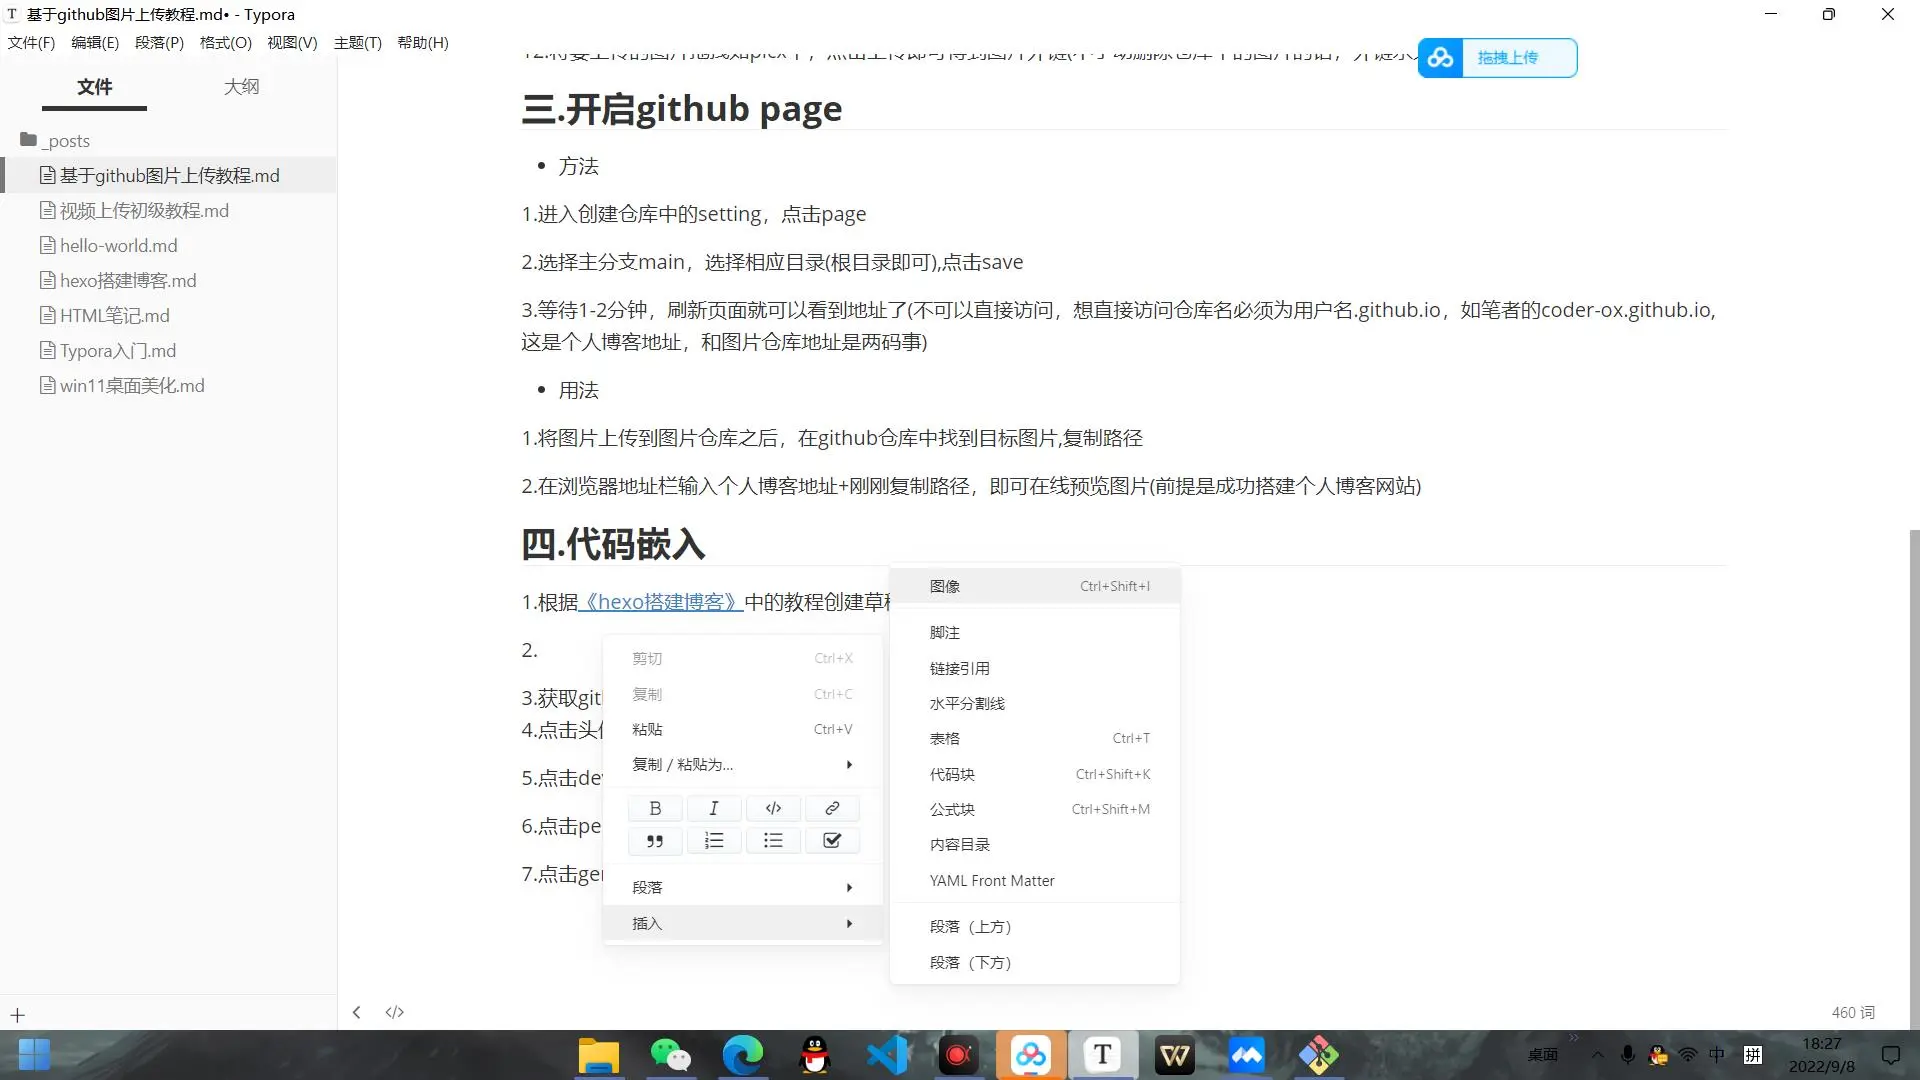 基于github图片上传教程.md• - Typora
文件(F) 编辑(E) 段落(P) 格式(O) 视图(V) 主题(T) 帮助(H)
拖拽上传
文件 大纲
_posts
基于github图片上传教程.md
视频上传初级教程.md
hello-world.md
hexo搭建博客.md
HTML笔记.md
Typora入门.md
win11桌面美化.md
三.开启github page
方法
1.进入创建仓库中的setting，点击page
2.选择主分支main，选择相应目录(根目录即可),点击save
3.等待1-2分钟，刷新页面就可以看到地址了(不可以直接访问，想直接访问仓库名必须为用户名.github.io，如笔者的coder-ox.github.io,
这是个人博客地址，和图片仓库地址是两码事)
用法
1.将图片上传到图片仓库之后，在github仓库中找到目标图片,复制路径
2.在浏览器地址栏输入个人博客地址+刚刚复制路径，即可在线预览图片(前提是成功搭建个人博客网站)
四.代码嵌入
1.根据《hexo搭建博客》中的教程创建草
2.
3.获取git
4.点击头
5.点击de
6.点击pe
7.点击ge
剪切 Ctrl+X
复制 Ctrl+C
粘贴 Ctrl+V
复制 / 粘贴为...
B I </>
段落
插入
图像 Ctrl+Shift+I
脚注
链接引用
水平分割线
表格 Ctrl+T
代码块 Ctrl+Shift+K
公式块 Ctrl+Shift+M
内容目录
YAML Front Matter
段落（上方）
段落（下方）
</>
460 词
桌面
中
拼
18:27
2022/9/8